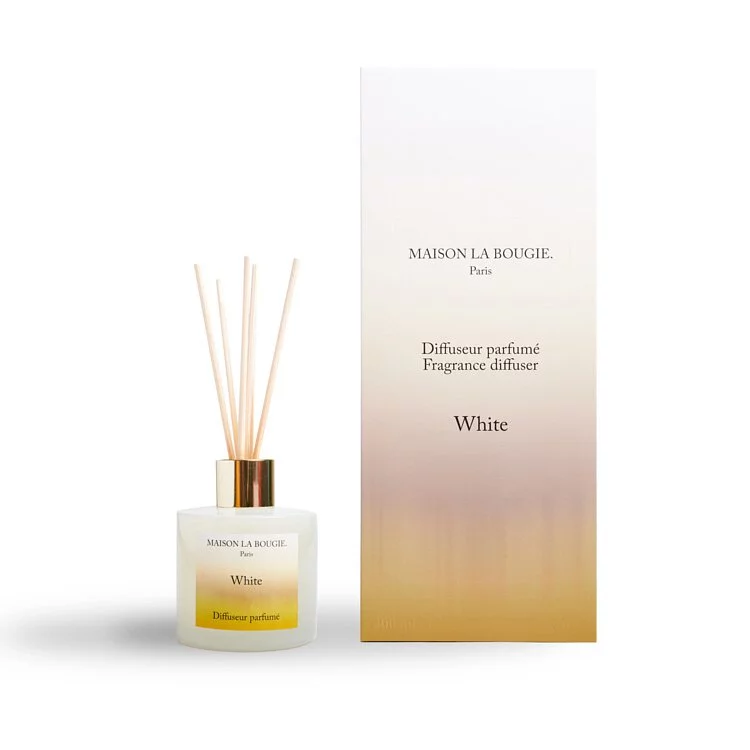 MAISON LA BOUGIE.
Paris
Diffuseur parfumé
Fragrance diffuser
White
MAISON LA BOUGIE.
Paris
White
Diffuseur parfumé